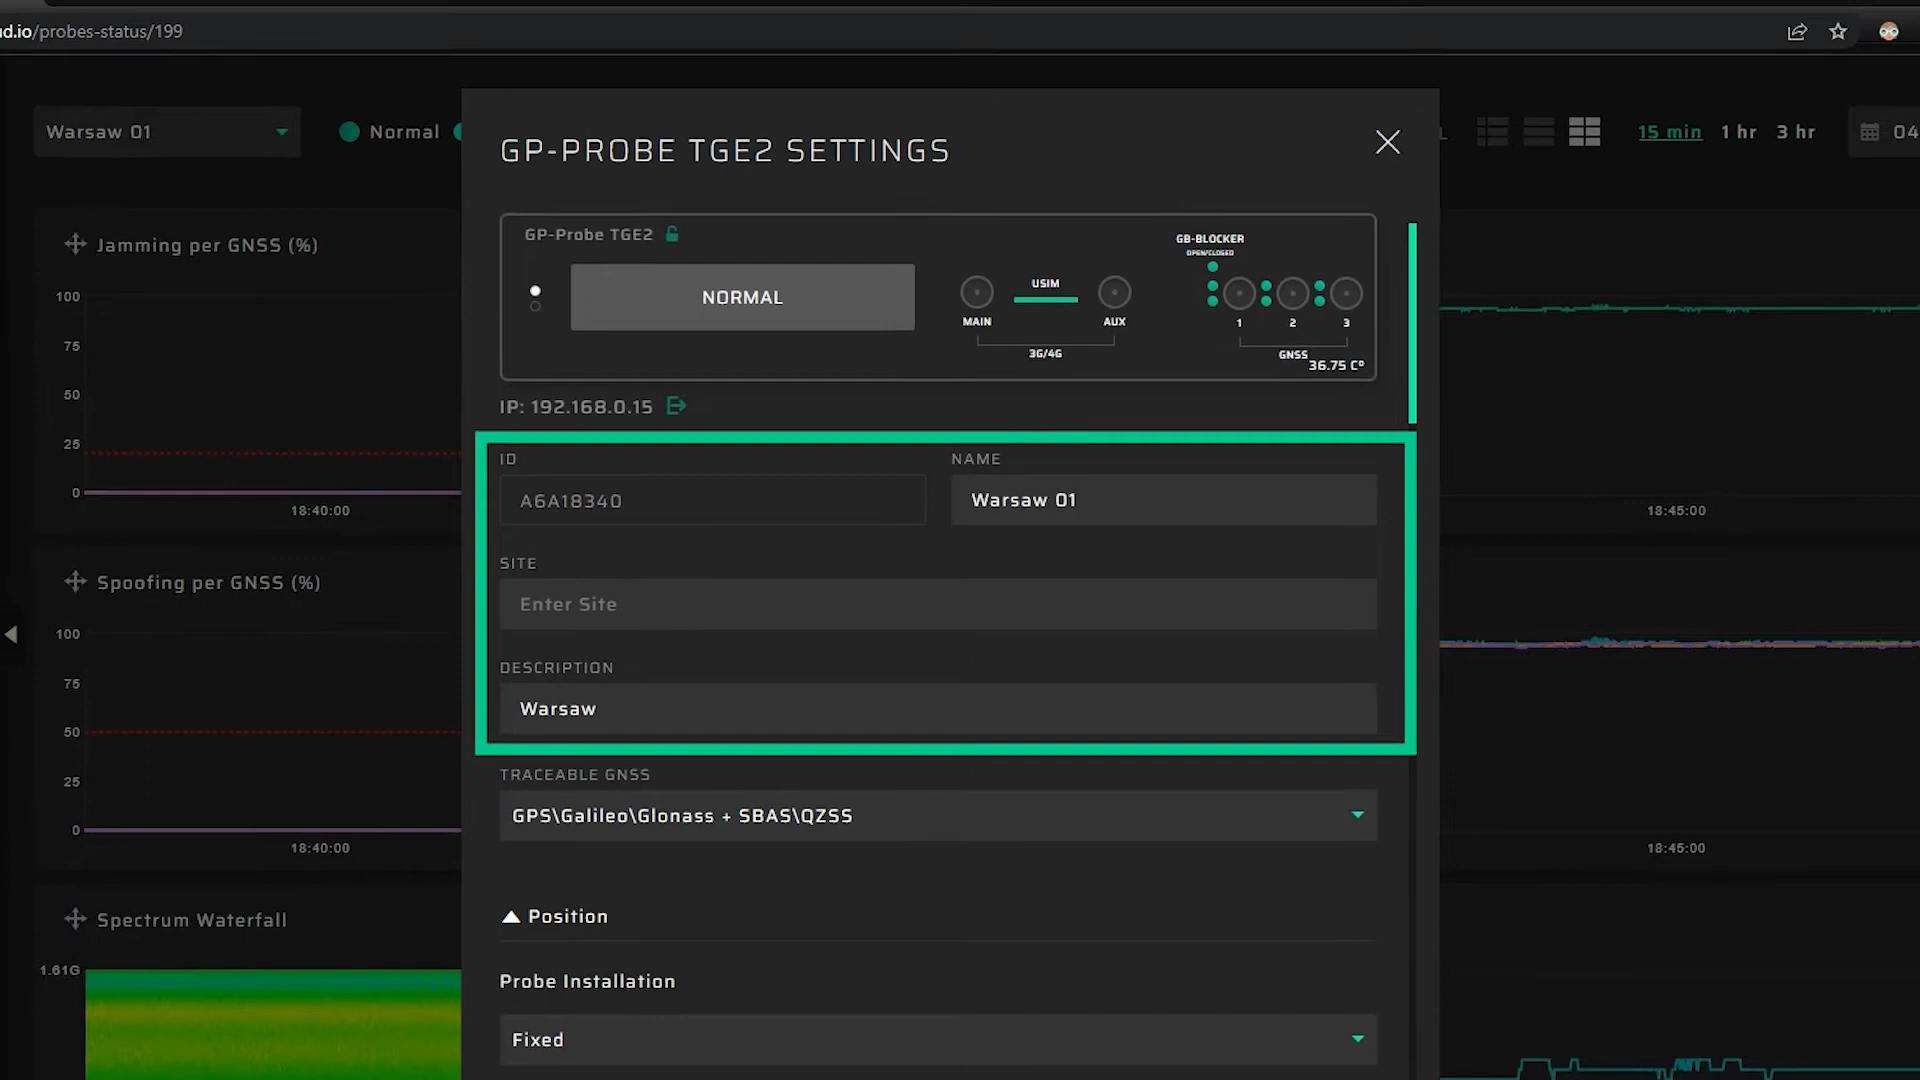 ud.io/probes-status/199
Warsaw 01
Normal
15 min
1 hr
3 hr
04
GP-PROBE TGE2 SETTINGS
GP-Probe TGE2
NORMAL
MAIN
USIM
AUX
3G/4G
GB-BLOCKER
OPEN/CLOSED
1
2
3
GNSS
36.75 Cº
IP: 192.168.0.15
ID
NAME
A6A18340
Warsaw 01
SITE
Enter Site
DESCRIPTION
Warsaw
TRACEABLE GNSS
GPS\Galileo\Glonass + SBAS\QZSS
Position
Probe Installation
Fixed
Jamming per GNSS (%)
100
75
50
25
0
18:40:00
18:45:00
Spoofing per GNSS (%)
100
75
50
25
0
18:40:00
18:45:00
Spectrum Waterfall
1.61G